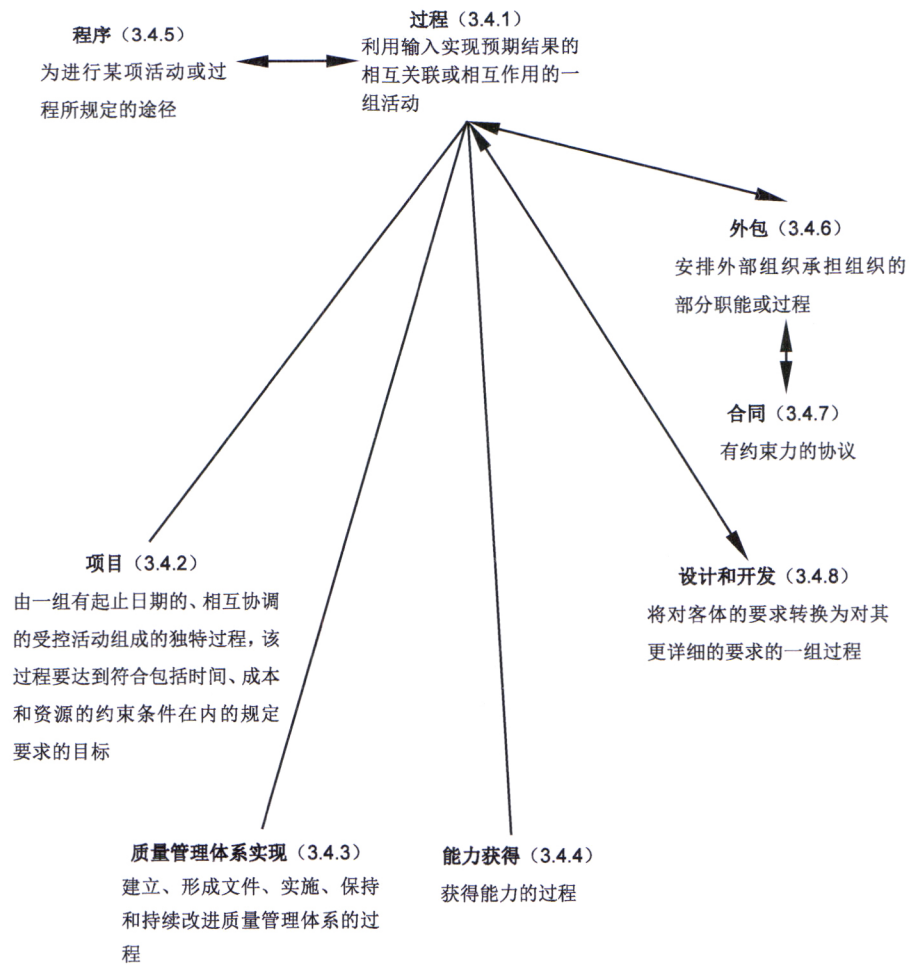 过程（3.4.1）
利用输入实现预期结果的
相互关联或相互作用的一
组活动
程序（3.4.5）
为进行某项活动或过
程所规定的途径
外包（3.4.6）
安排外部组织承担组织的
部分职能或过程
合同（3.4.7）
有约束力的协议
项目（3.4.2）
由一组有起止日期的、相互协调
的受控活动组成的独特过程，该
过程要达到符合包括时间、成本
和资源的约束条件在内的规定
要求的目标
设计和开发（3.4.8）
将对客体的要求转换为对其
更详细的要求的一组过程
质量管理体系实现（3.4.3）
建立、形成文件、实施、保持
和持续改进质量管理体系的过
程
能力获得（3.4.4）
获得能力的过程